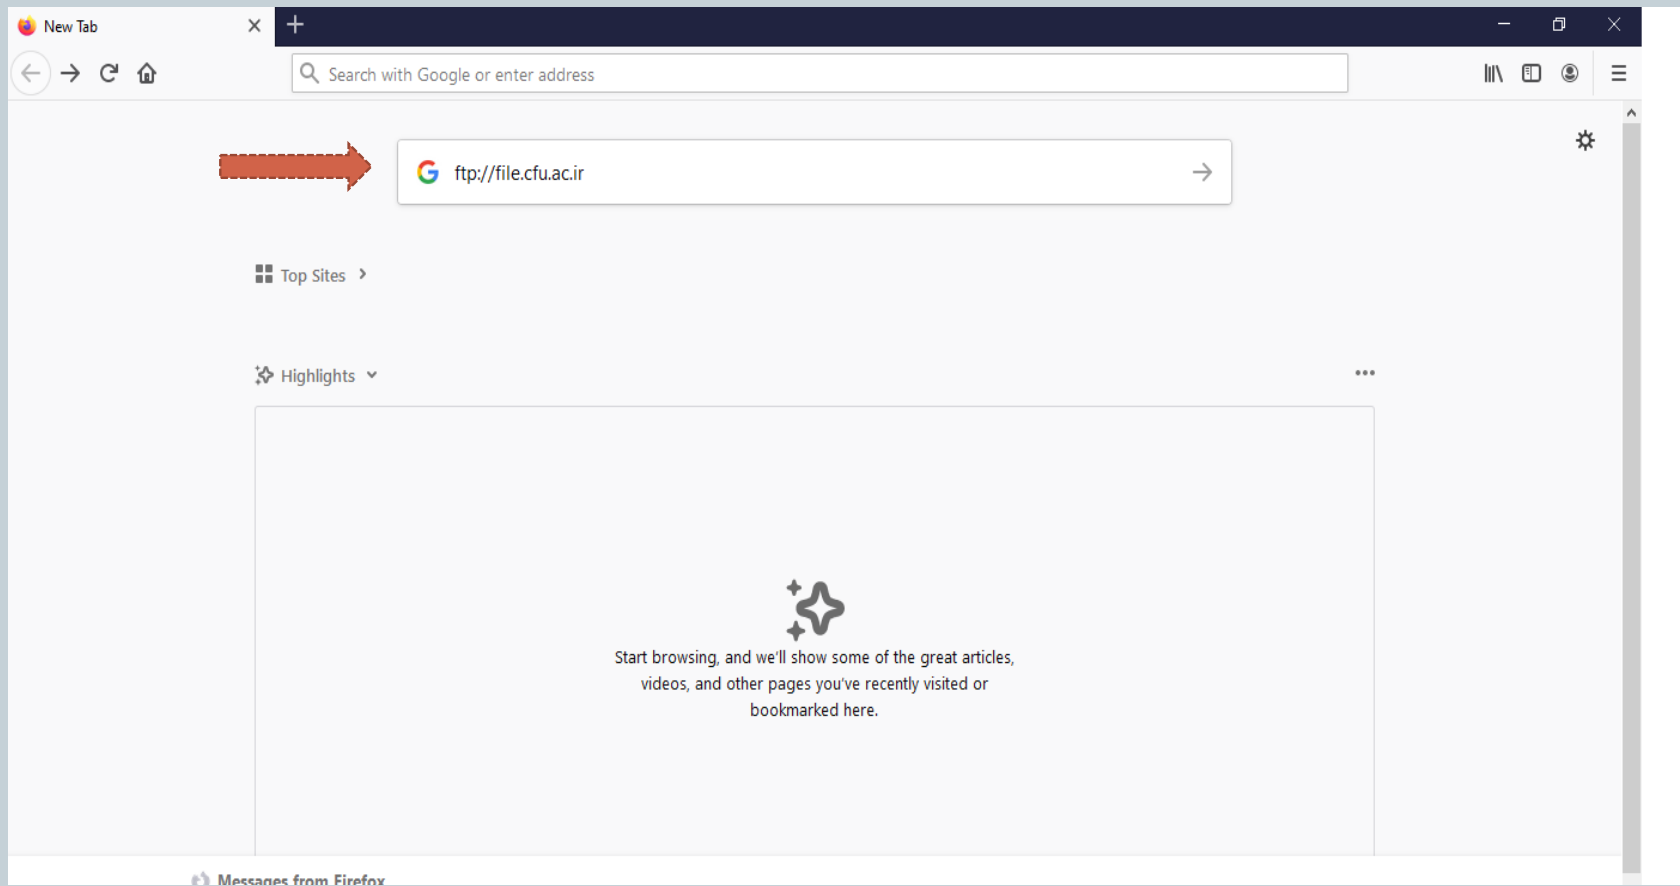 New Tab
Search with Google or enter address
ftp://file.cfu.ac.ir
Top Sites
Highlights
Start browsing, and we'll show some of the great articles,
videos, and other pages you've recently visited or
bookmarked here.
Messages from Firefox